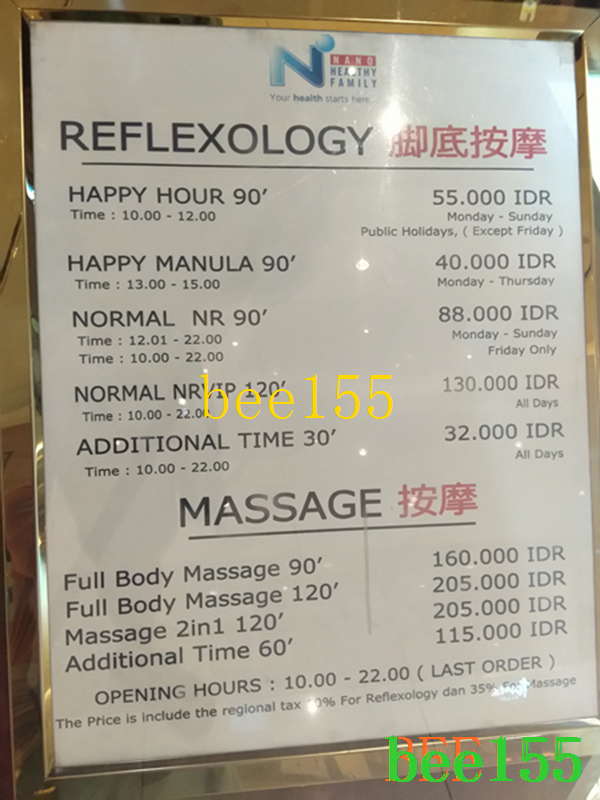 NANO
HEALTHY
FAMILY
Your health starts here
REFLEXOLOGY 脚底按摩
HAPPY HOUR 90' 55.000 IDR
Time : 10.00 - 12.00 Monday - Sunday
Public Holidays, ( Except Friday )
HAPPY MANULA 90' 40.000 IDR
Time : 13.00 - 15.00 Monday - Thursday
NORMAL NR 90' 88.000 IDR
Time : 12.01 - 22.00 Monday - Sunday
Time : 10.00 - 22.00 Friday Only
NORMAL NRVIP 120' 130.000 IDR
Time : 10.00 - 22.00 All Days
bee155
ADDITIONAL TIME 30' 32.000 IDR
Time : 10.00 - 22.00 All Days
MASSAGE 按摩
Full Body Massage 90' 160.000 IDR
Full Body Massage 120' 205.000 IDR
Massage 2in1 120' 205.000 IDR
Additional Time 60' 115.000 IDR
OPENING HOURS : 10.00 - 22.00 ( LAST ORDER )
The Price is include the regional tax For Reflexology dan 35% For Massage
BEE
bee155